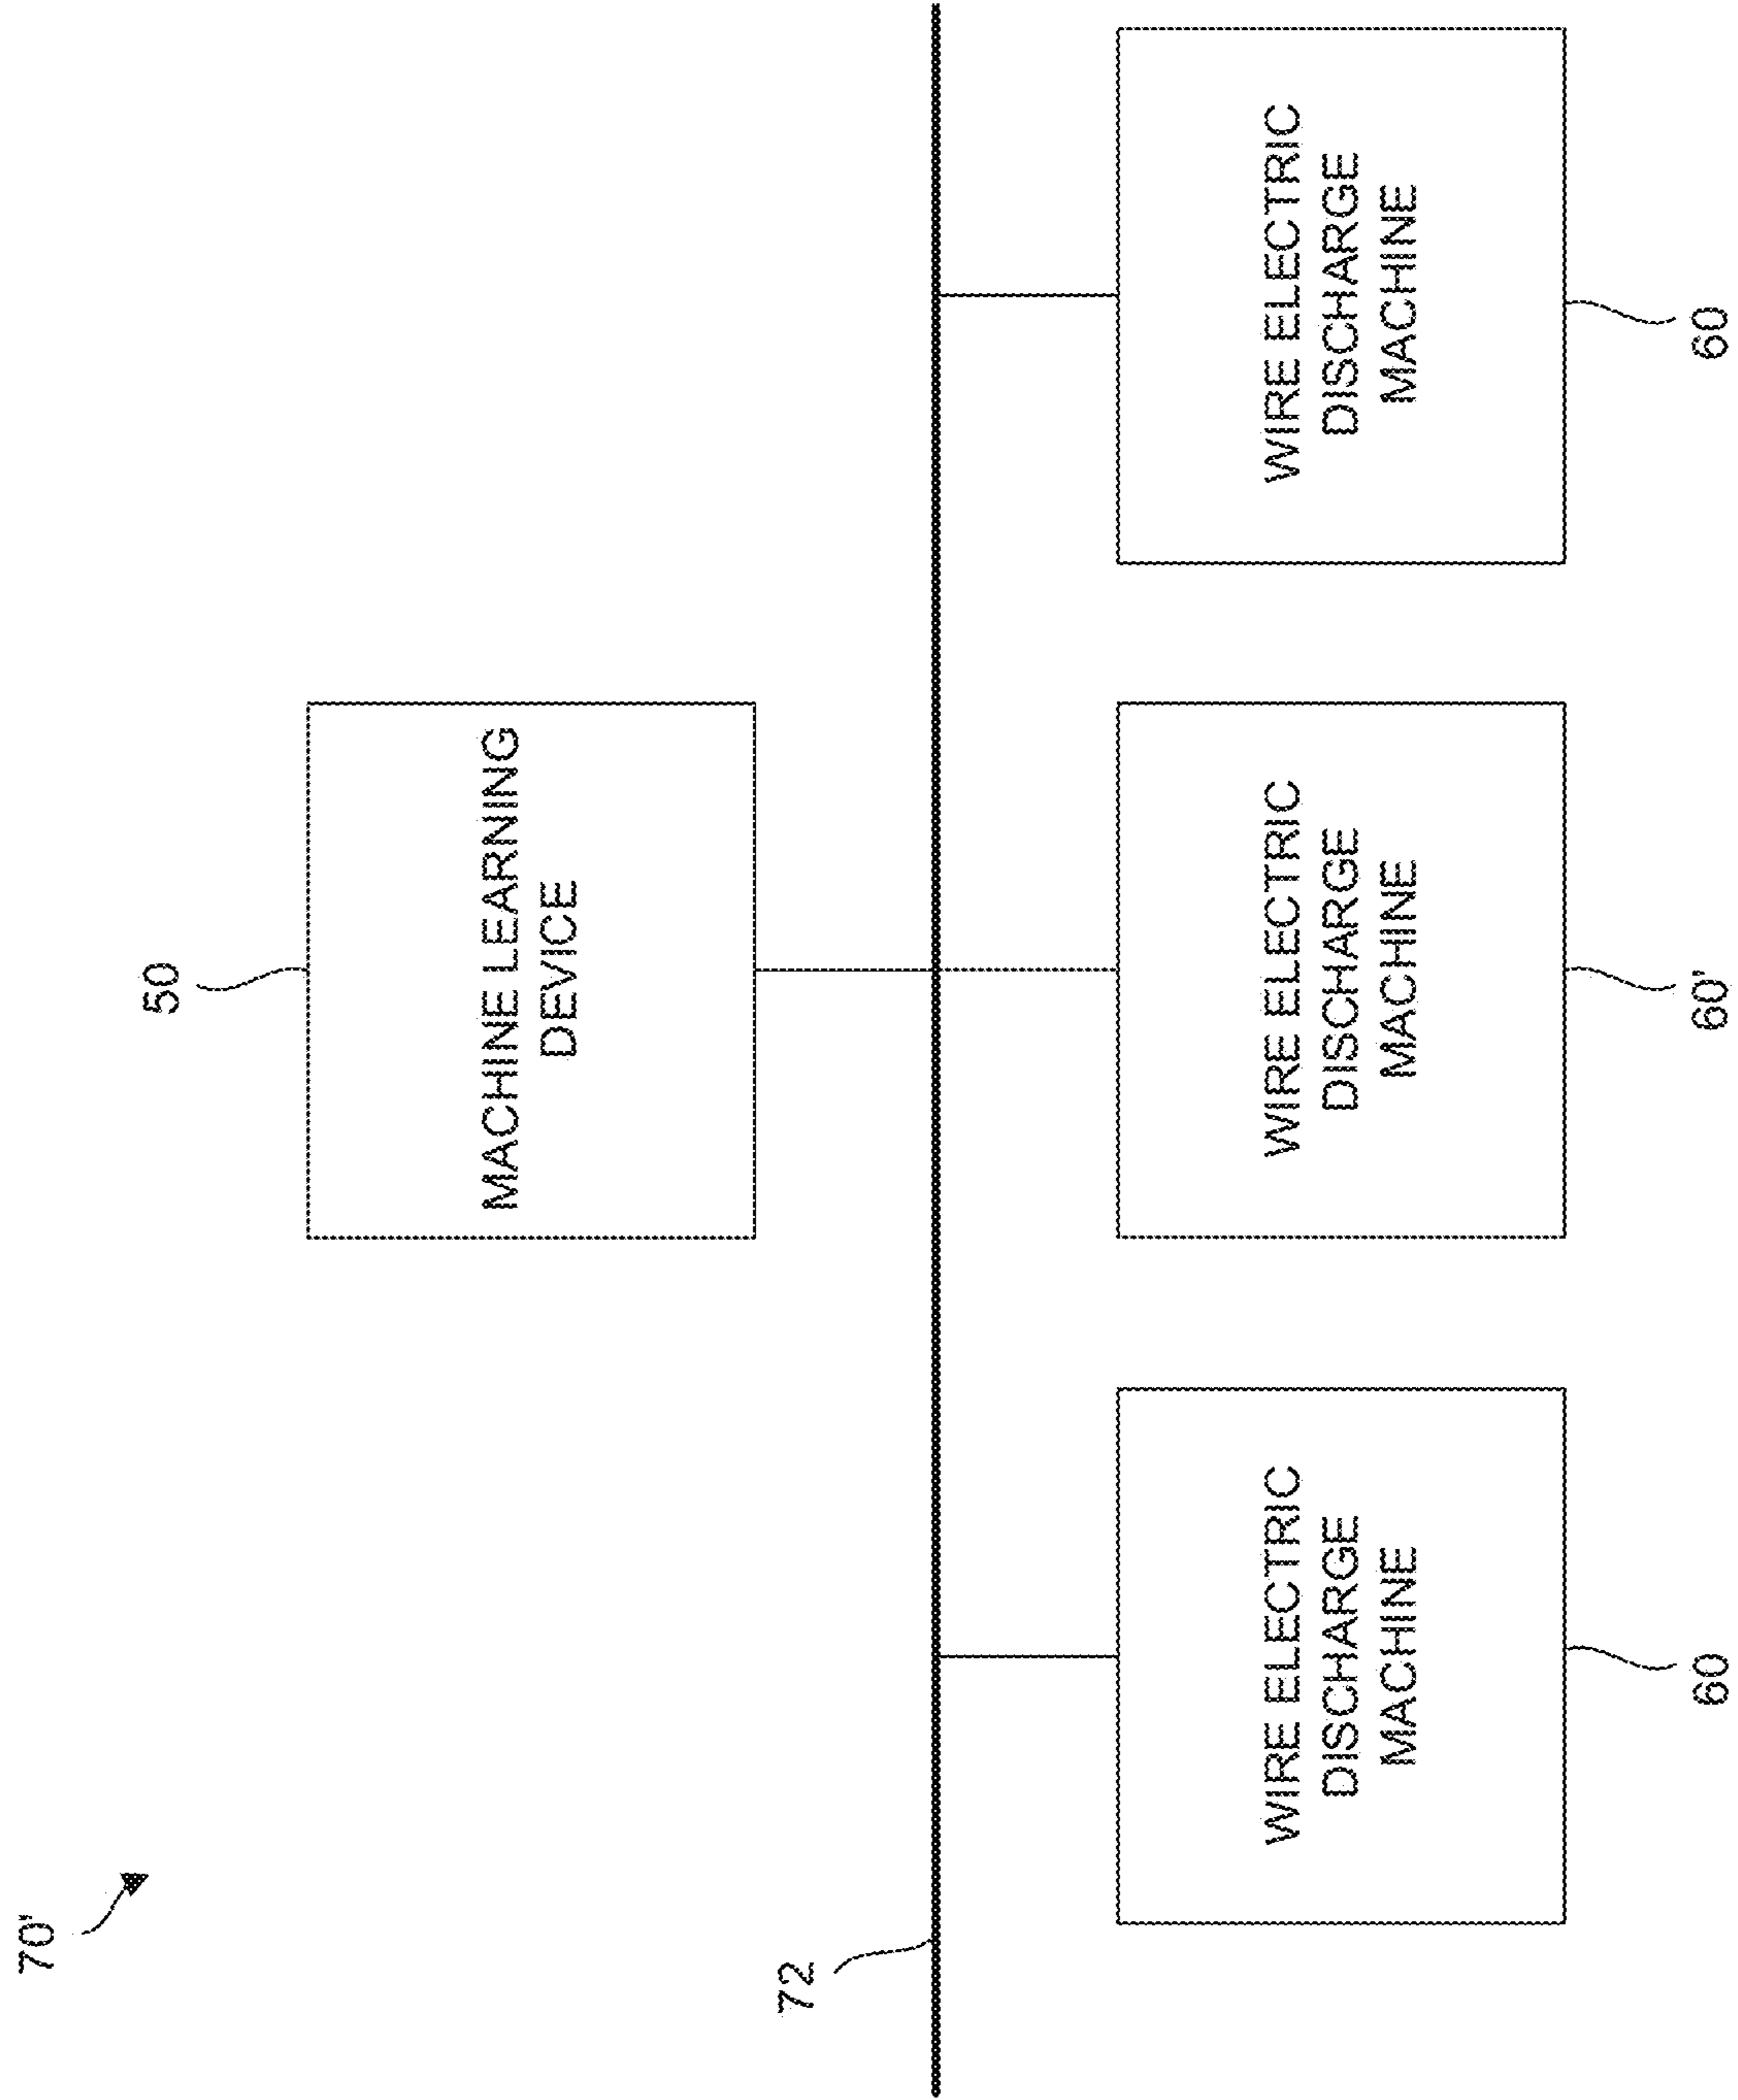 70'
50
MACHINE LEARNING
DEVICE
72
WIRE ELECTRIC
DISCHARGE
MACHINE
60
WIRE ELECTRIC
DISCHARGE
MACHINE
60'
WIRE ELECTRIC
DISCHARGE
MACHINE
60